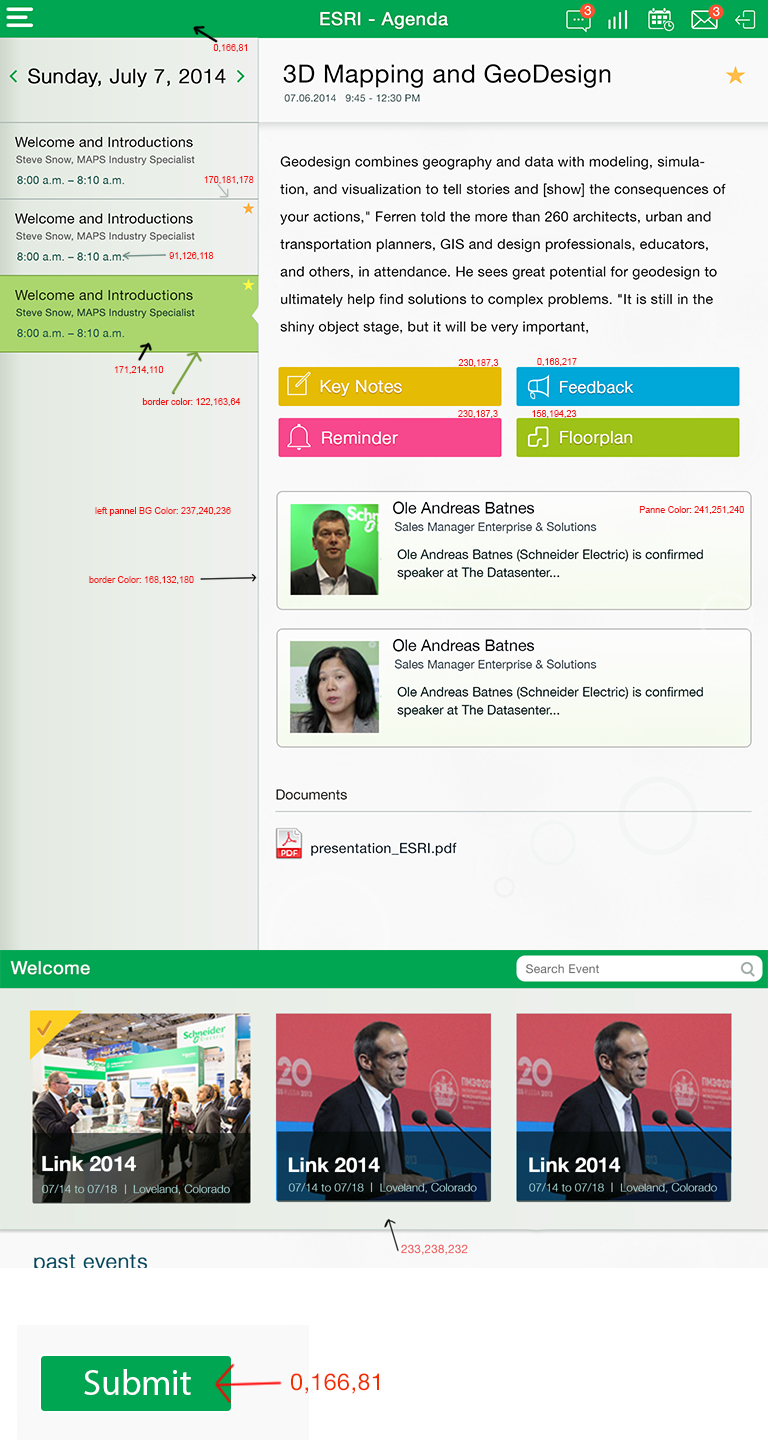 ESRI - Agenda
3
3
0,166,81
Sunday, July 7, 2014
3D Mapping and GeoDesign
07.06.2014 9:45 - 12:30 PM
Welcome and Introductions
Steve Snow, MAPS Industry Specialist
8:00 a.m. – 8:10 a.m.
170,181,178
Welcome and Introductions
Steve Snow, MAPS Industry Specialist
8:00 a.m. – 8:10 a.m.
91,126,118
Welcome and Introductions
Steve Snow, MAPS Industry Specialist
8:00 a.m. – 8:10 a.m.
171,214,110
border color: 122,163,64
left pannel BG Color: 237,240,236
border Color: 168,132,180
Geodesign combines geography and data with modeling, simula-
tion, and visualization to tell stories and [show] the consequences of
your actions," Ferren told the more than 260 architects, urban and
transportation planners, GIS and design professionals, educators,
and others, in attendance. He sees great potential for geodesign to
ultimately help find solutions to complex problems. "It is still in the
shiny object stage, but it will be very important,
230,187,3
0,168,217
Key Notes
Feedback
230,187,3
158,194,23
Reminder
Floorplan
Ole Andreas Batnes
Panne Color: 241,251,240
Sales Manager Enterprise & Solutions
Ole Andreas Batnes (Schneider Electric) is confirmed
speaker at The Datasenter...
Ole Andreas Batnes
Sales Manager Enterprise & Solutions
Ole Andreas Batnes (Schneider Electric) is confirmed
speaker at The Datasenter...
Documents
PDF
presentation_ESRI.pdf
Welcome
Search Event
Schneider
Electric
Link 2014
07/14 to 07/18 | Loveland, Colorado
20
ПМЭФ'2013
Link 2014
07/14 to 07/18 | Loveland, Colorado
20
ПМЭФ'2013
Link 2014
07/14 to 07/18 | Loveland, Colorado
233,238,232
past events
Submit
0,166,81